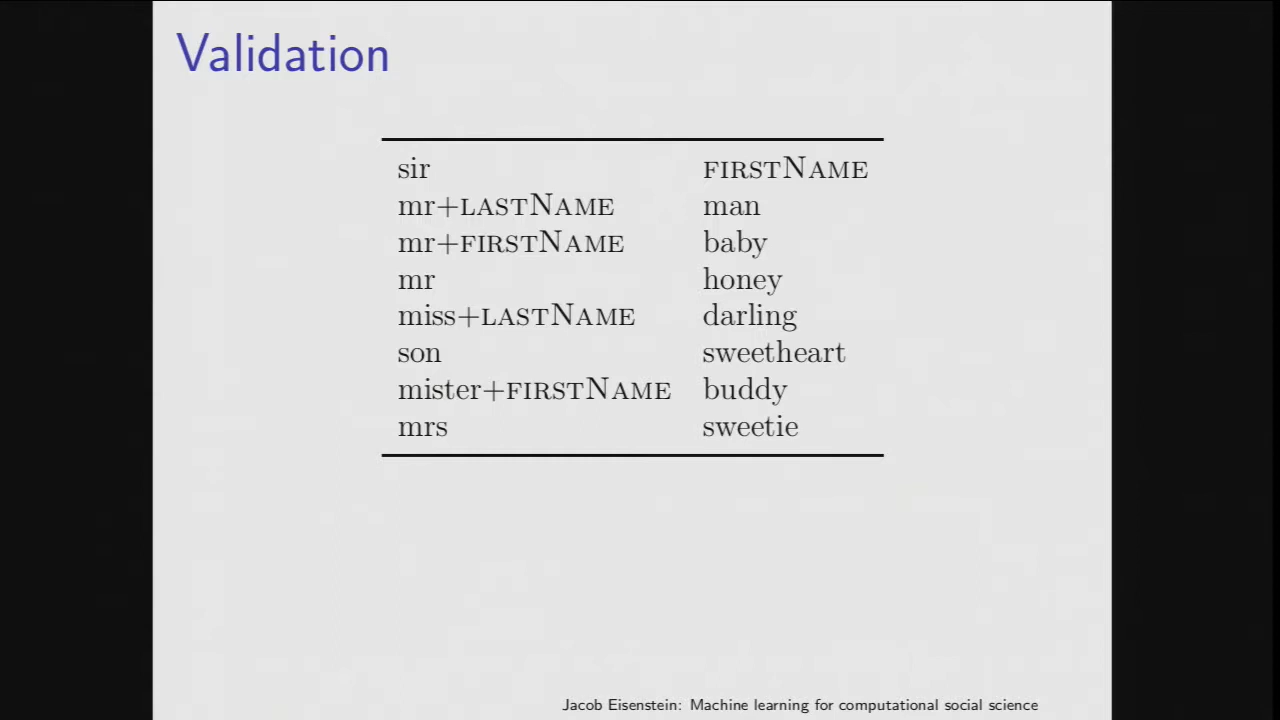 Validation
sir FIRSTNAME
mr+LASTNAME man
mr+FIRSTNAME baby
mr honey
miss+LASTNAME darling
son sweetheart
mister+FIRSTNAME buddy
mrs sweetie
Jacob Eisenstein: Machine learning for computational social science